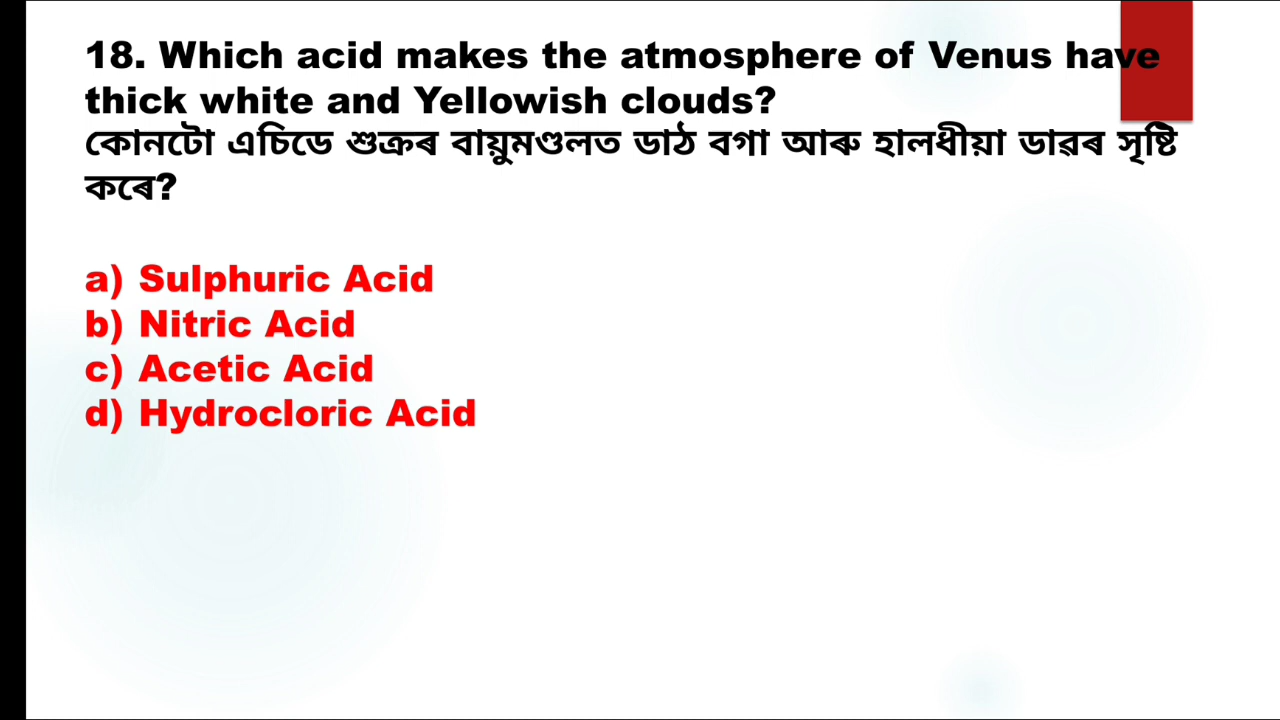 18. Which acid makes the atmosphere of Venus have
thick white and Yellowish clouds?
কোনটো এচিডে শুক্ৰৰ বায়ুমণ্ডলত ডাঠ বগা আৰু হালধীয়া ডাৱৰ সৃষ্টি
কৰে?
a) Sulphuric Acid
b) Nitric Acid
c) Acetic Acid
d) Hydrocloric Acid